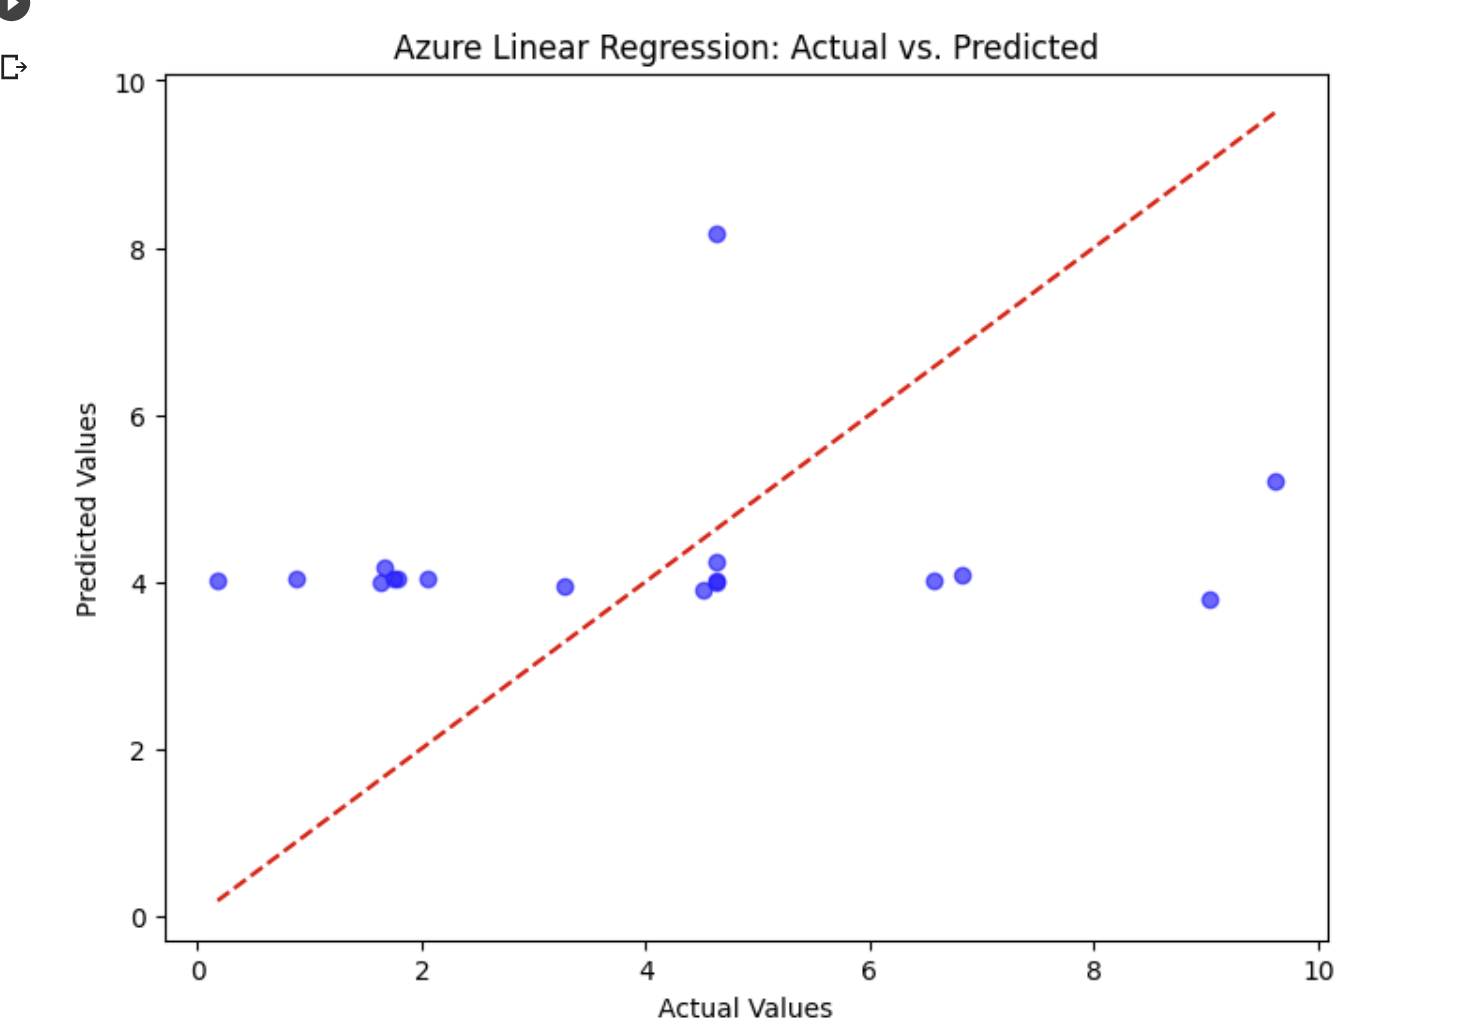 Azure Linear Regression: Actual vs. Predicted
10
8
6
4
2
0
Predicted Values
0 2 4 6 8 10
Actual Values